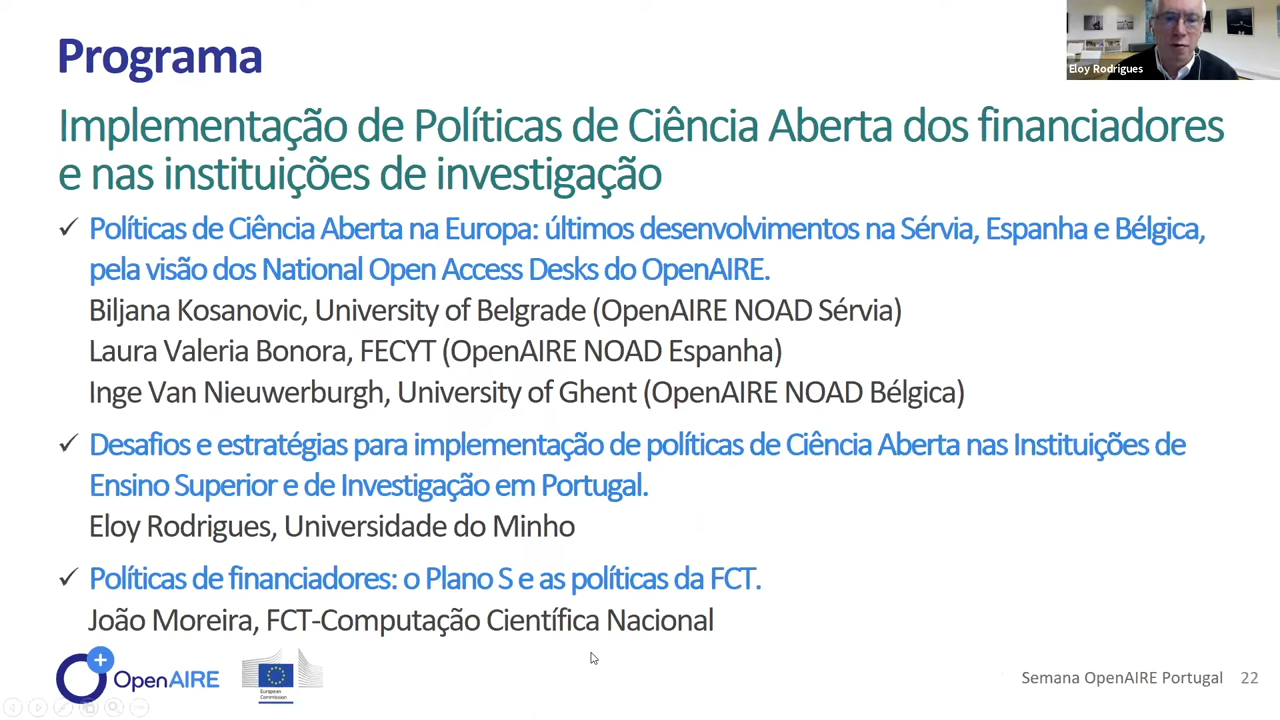 Programa
Eloy Rodrigues
Implementação de Políticas de Ciência Aberta dos financiadores
e nas instituições de investigação
✓ Políticas de Ciência Aberta na Europa: últimos desenvolvimentos na Sérvia, Espanha e Bélgica,
pela visão dos National Open Access Desks do OpenAIRE.
Biljana Kosanovic, University of Belgrade (OpenAIRE NOAD Sérvia)
Laura Valeria Bonora, FECYT (OpenAIRE NOAD Espanha)
Inge Van Nieuwerburgh, University of Ghent (OpenAIRE NOAD Bélgica)
✓ Desafios e estratégias para implementação de políticas de Ciência Aberta nas Instituições de
Ensino Superior e de Investigação em Portugal.
Eloy Rodrigues, Universidade do Minho
✓ Políticas de financiadores: o Plano S e as políticas da FCT.
João Moreira, FCT-Computação Científica Nacional
OpenAIRE
European
Commission
Semana OpenAIRE Portugal 22